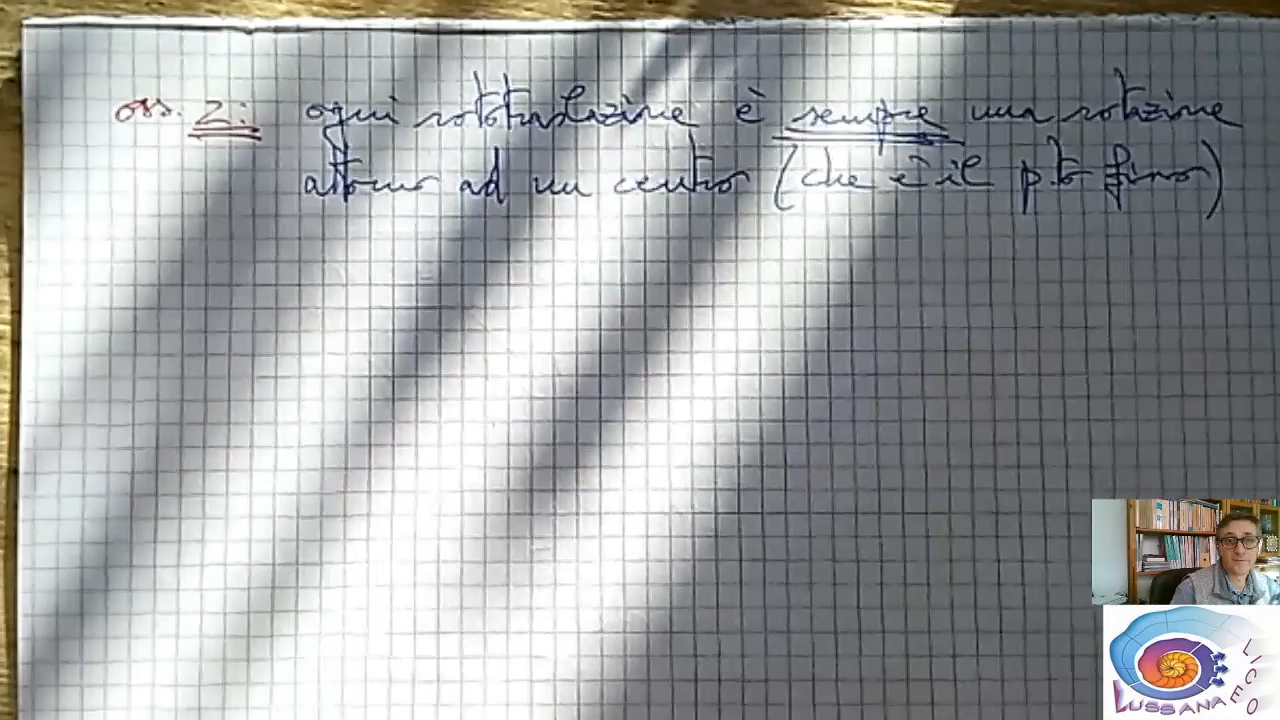 oss. 2: ogni rototraslazione è sempre una rotazione
attorno ad un centro (che è il p.to fisso)
LICEO
LUSSANA